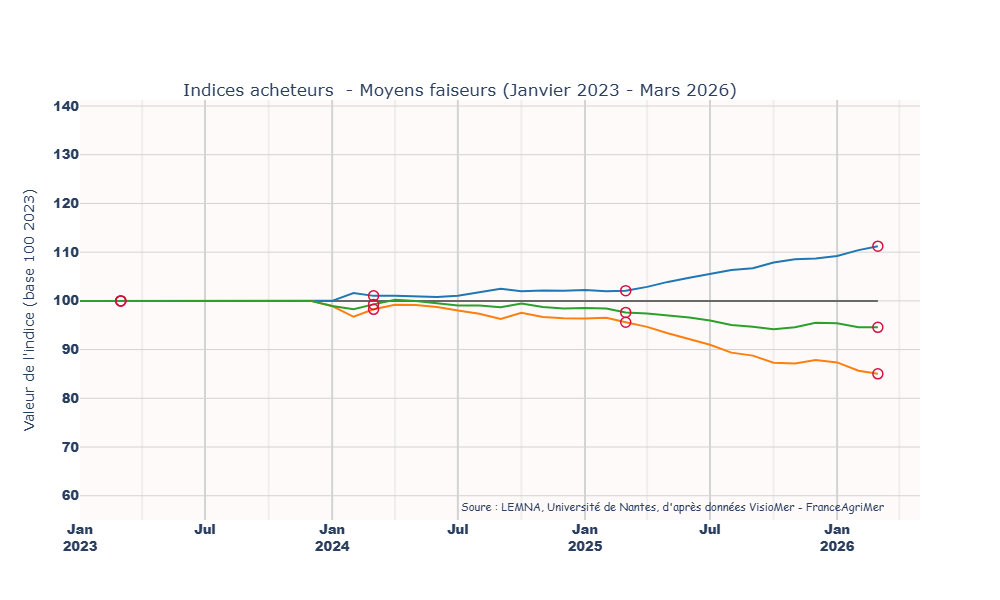 Indices acheteurs  - Moyens faiseurs (Janvier 2023 - Mars 2026)
Valeur de l'indice (base 100 2023)
140
130
120
110
100
90
80
70
60
Soure : LEMNA, Université de Nantes, d'après données VisioMer - FranceAgriMer
Jan Jul Jan Jul Jan Jul Jan
2023 2024 2025 2026